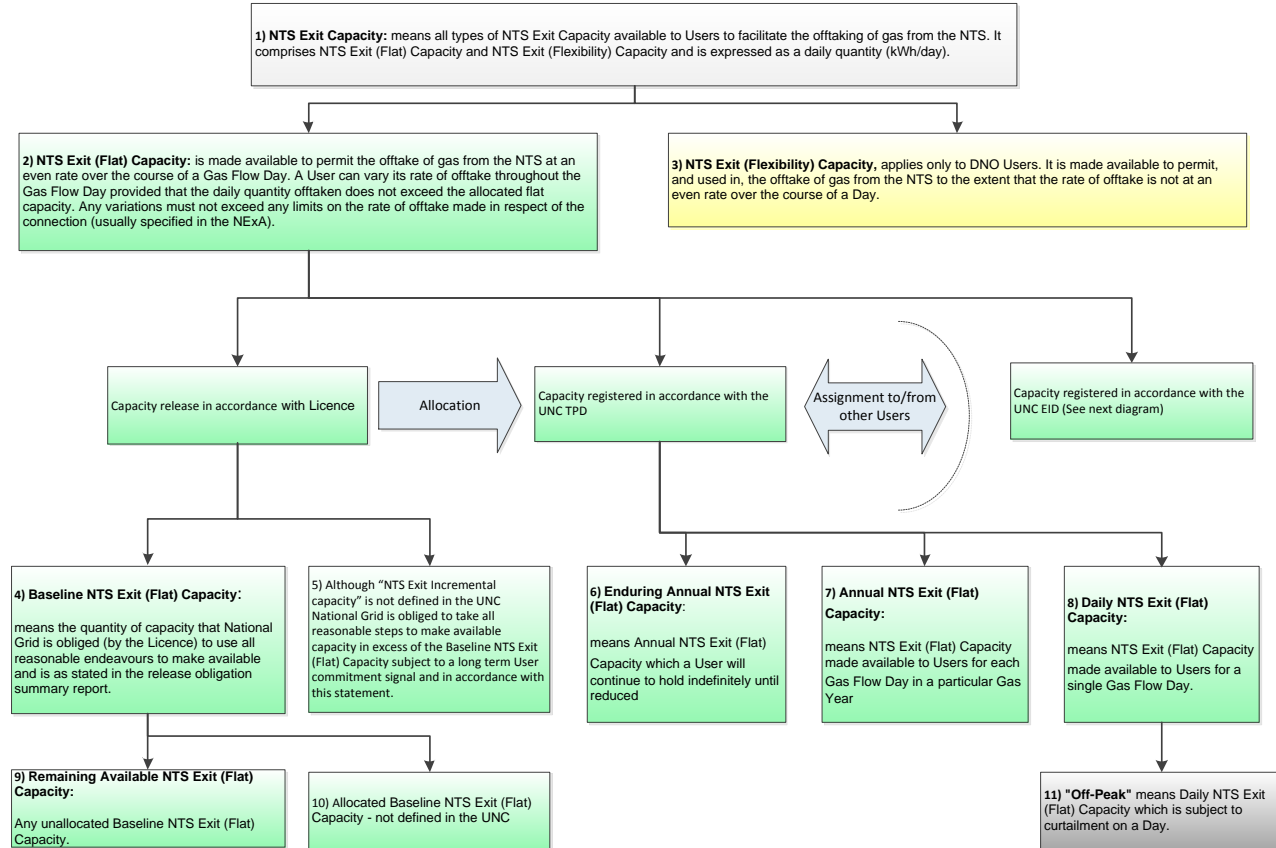 1) NTS Exit Capacity: means all types of NTS Exit Capacity available to Users to facilitate the offtaking of gas from the NTS. It
comprises NTS Exit (Flat) Capacity and NTS Exit (Flexibility) Capacity and is expressed as a daily quantity (kWh/day).
2) NTS Exit (Flat) Capacity: is made available to permit the offtake of gas from the NTS at an
even rate over the course of a Gas Flow Day. A User can vary its rate of offtake throughout the
Gas Flow Day provided that the daily quantity offtaken does not exceed the allocated flat
capacity. Any variations must not exceed any limits on the rate of offtake made in respect of the
connection (usually specified in the NExA).
3) NTS Exit (Flexibility) Capacity, applies only to DNO Users. It is made available to permit,
and used in, the offtake of gas from the NTS to the extent that the rate of offtake is not at an
even rate over the course of a Day.
Capacity release in accordance with Licence
Allocation
Capacity registered in accordance with the
UNC TPD
Assignment to/from
other Users
Capacity registered in accordance with the
UNC EID (See next diagram)
4) Baseline NTS Exit (Flat) Capacity:
means the quantity of capacity that National
Grid is obliged (by the Licence) to use all
reasonable endeavours to make available
and is as stated in the release obligation
summary report.
5) Although “NTS Exit Incremental
capacity” is not defined in the UNC
National Grid is obliged to take all
reasonable steps to make available
capacity in excess of the Baseline NTS Exit
(Flat) Capacity subject to a long term User
commitment signal and in accordance with
this statement.
6) Enduring Annual NTS Exit
(Flat) Capacity:
means Annual NTS Exit (Flat)
Capacity which a User will
continue to hold indefinitely until
reduced
7) Annual NTS Exit (Flat)
Capacity:
means NTS Exit (Flat) Capacity
made available to Users for each
Gas Flow Day in a particular Gas
Year
8) Daily NTS Exit (Flat)
Capacity:
means NTS Exit (Flat) Capacity
made available to Users for a
single Gas Flow Day.
9) Remaining Available NTS Exit (Flat)
Capacity:
Any unallocated Baseline NTS Exit (Flat)
Capacity.
10) Allocated Baseline NTS Exit (Flat)
Capacity - not defined in the UNC
11) "Off-Peak" means Daily NTS Exit
(Flat) Capacity which is subject to
curtailment on a Day.